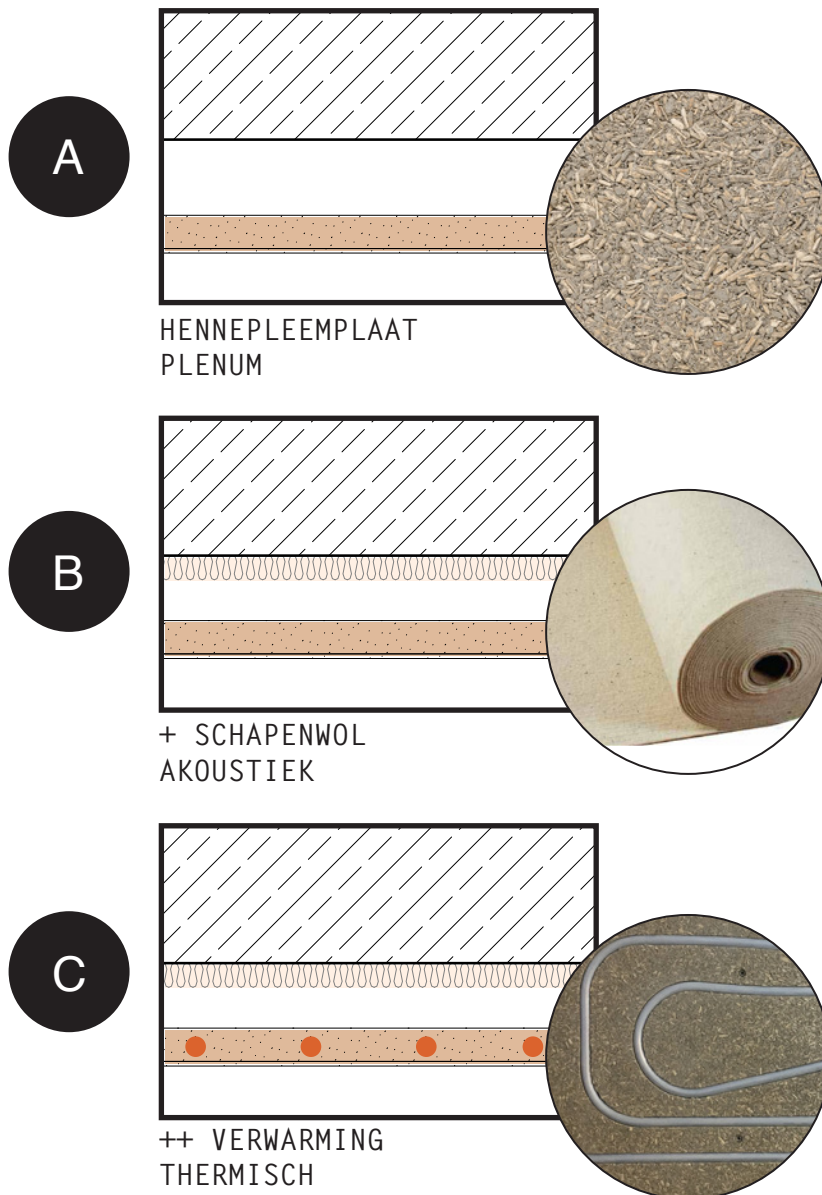 A
HENNEPLEEMPLAAT
PLENUM
B
+ SCHAPENWOL
AKOUSTIEK
C
++ VERWARMING
THERMISCH